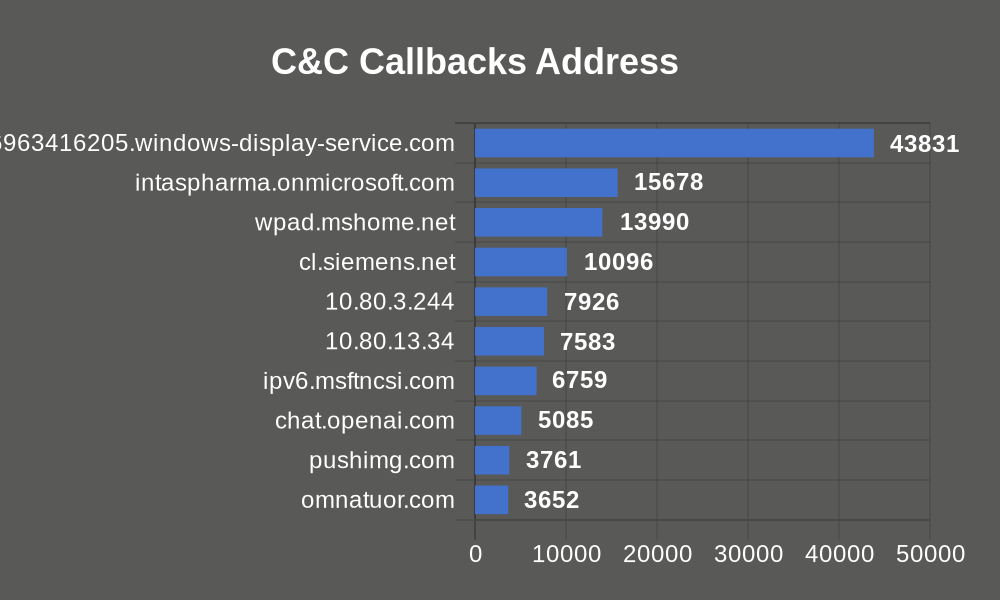 C&C Callbacks Address
963416205.windows-display-service.com 43831
intaspharma.onmicrosoft.com 15678
wpad.mshome.net 13990
cl.siemens.net 10096
10.80.3.244 7926
10.80.13.34 7583
ipv6.msftncsi.com 6759
chat.openai.com 5085
pushimg.com 3761
omnatuor.com 3652
0 10000 20000 30000 40000 50000